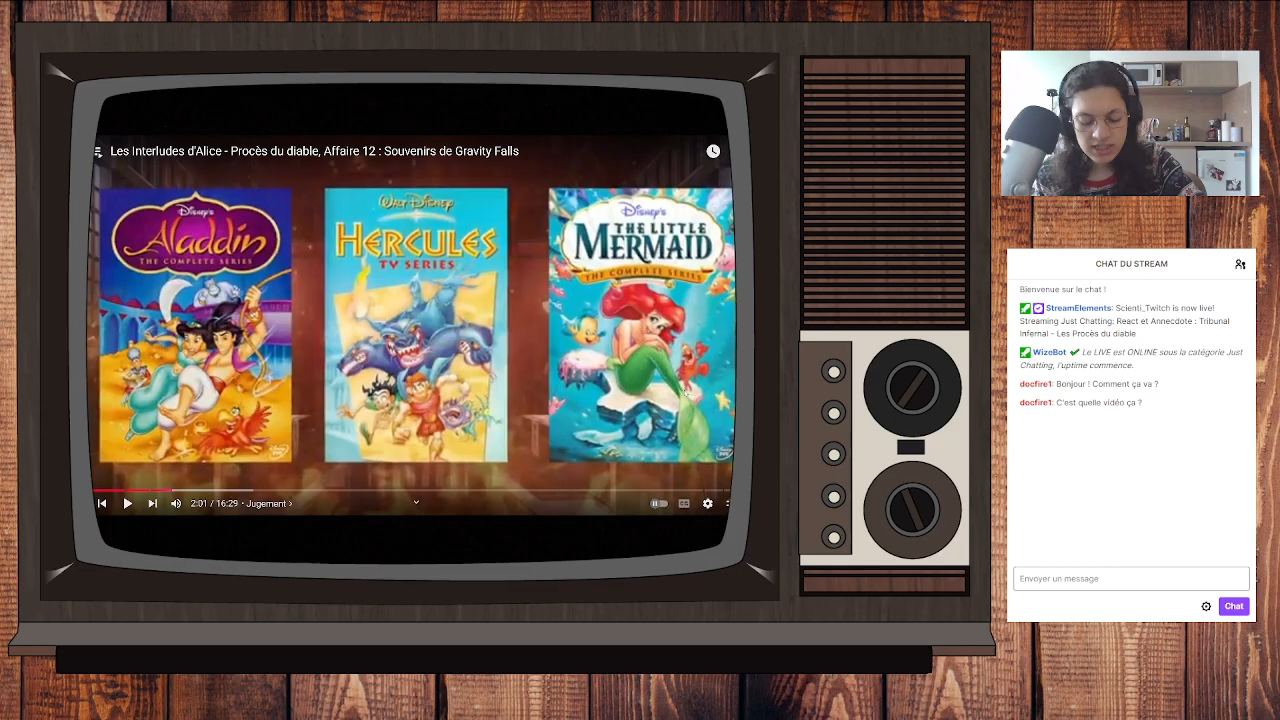 Les Interludes d'Alice - Procès du diable, Affaire 12 : Souvenirs de Gravity Falls
Disney's
Aladdin
THE COMPLETE SERIES
WALT DISNEY
HERCULES
TV SERIES
Disney's
THE LITTLE
MERMAID
THE COMPLETE SERIES
2:01 / 16:29 · Jugement ›
CHAT DU STREAM
Bienvenue sur le chat !
StreamElements: Scienti_Twitch is now live!
Streaming Just Chatting: React et Annecdote : Tribunal
Infernal - Les Procès du diable
WizeBot Le LIVE est ONLINE sous la catégorie Just
Chatting, l'uptime commence.
docfire1: Bonjour ! Comment ça va ?
docfire1: C'est quelle vidéo ça ?
Envoyer un message
Chat